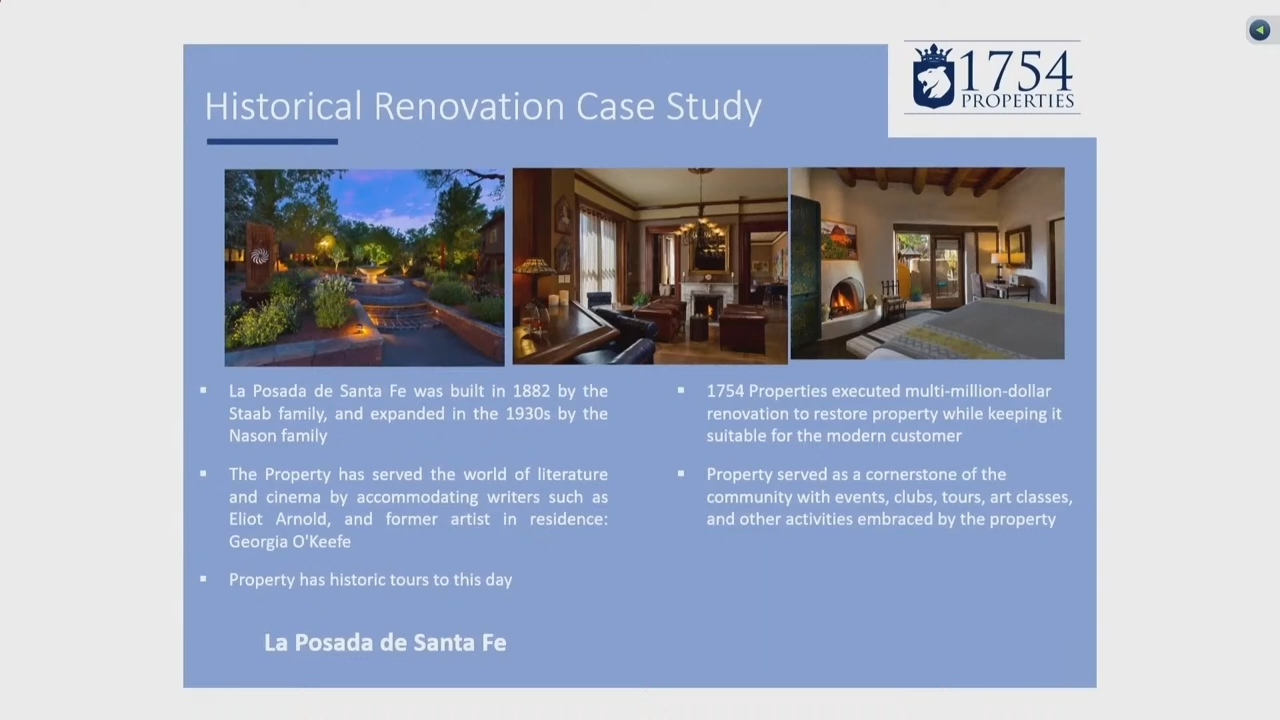 1754
PROPERTIES
Historical Renovation Case Study
La Posada de Santa Fe was built in 1882 by the
Staab family, and expanded in the 1930s by the
Nason family
The Property has served the world of literature
and cinema by accommodating writers such as
Eliot Arnold, and former artist in residence:
Georgia O'Keefe
Property has historic tours to this day
1754 Properties executed multi-million-dollar
renovation to restore property while keeping it
suitable for the modern customer
Property served as a cornerstone of the
community with events, clubs, tours, art classes,
and other activities embraced by the property
La Posada de Santa Fe